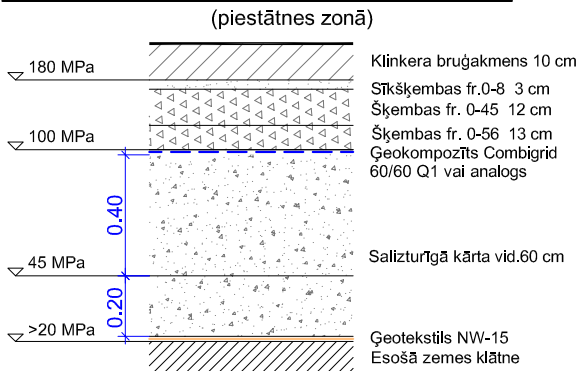 (piestātnes zonā)
Klinkera bruģakmens 10 cm
180 MPa
Sīkšķembas fr.0-8 3 cm
Šķembas fr. 0-45 12 cm
100 MPa
Šķembas fr. 0-56 13 cm
Ģeokompozīts Combigrid
60/60 Q1 vai analogs
0.40
Salizturīgā kārta vid.60 cm
45 MPa
0.20
>20 MPa
Ģeotekstils NW-15
Esošā zemes klātne